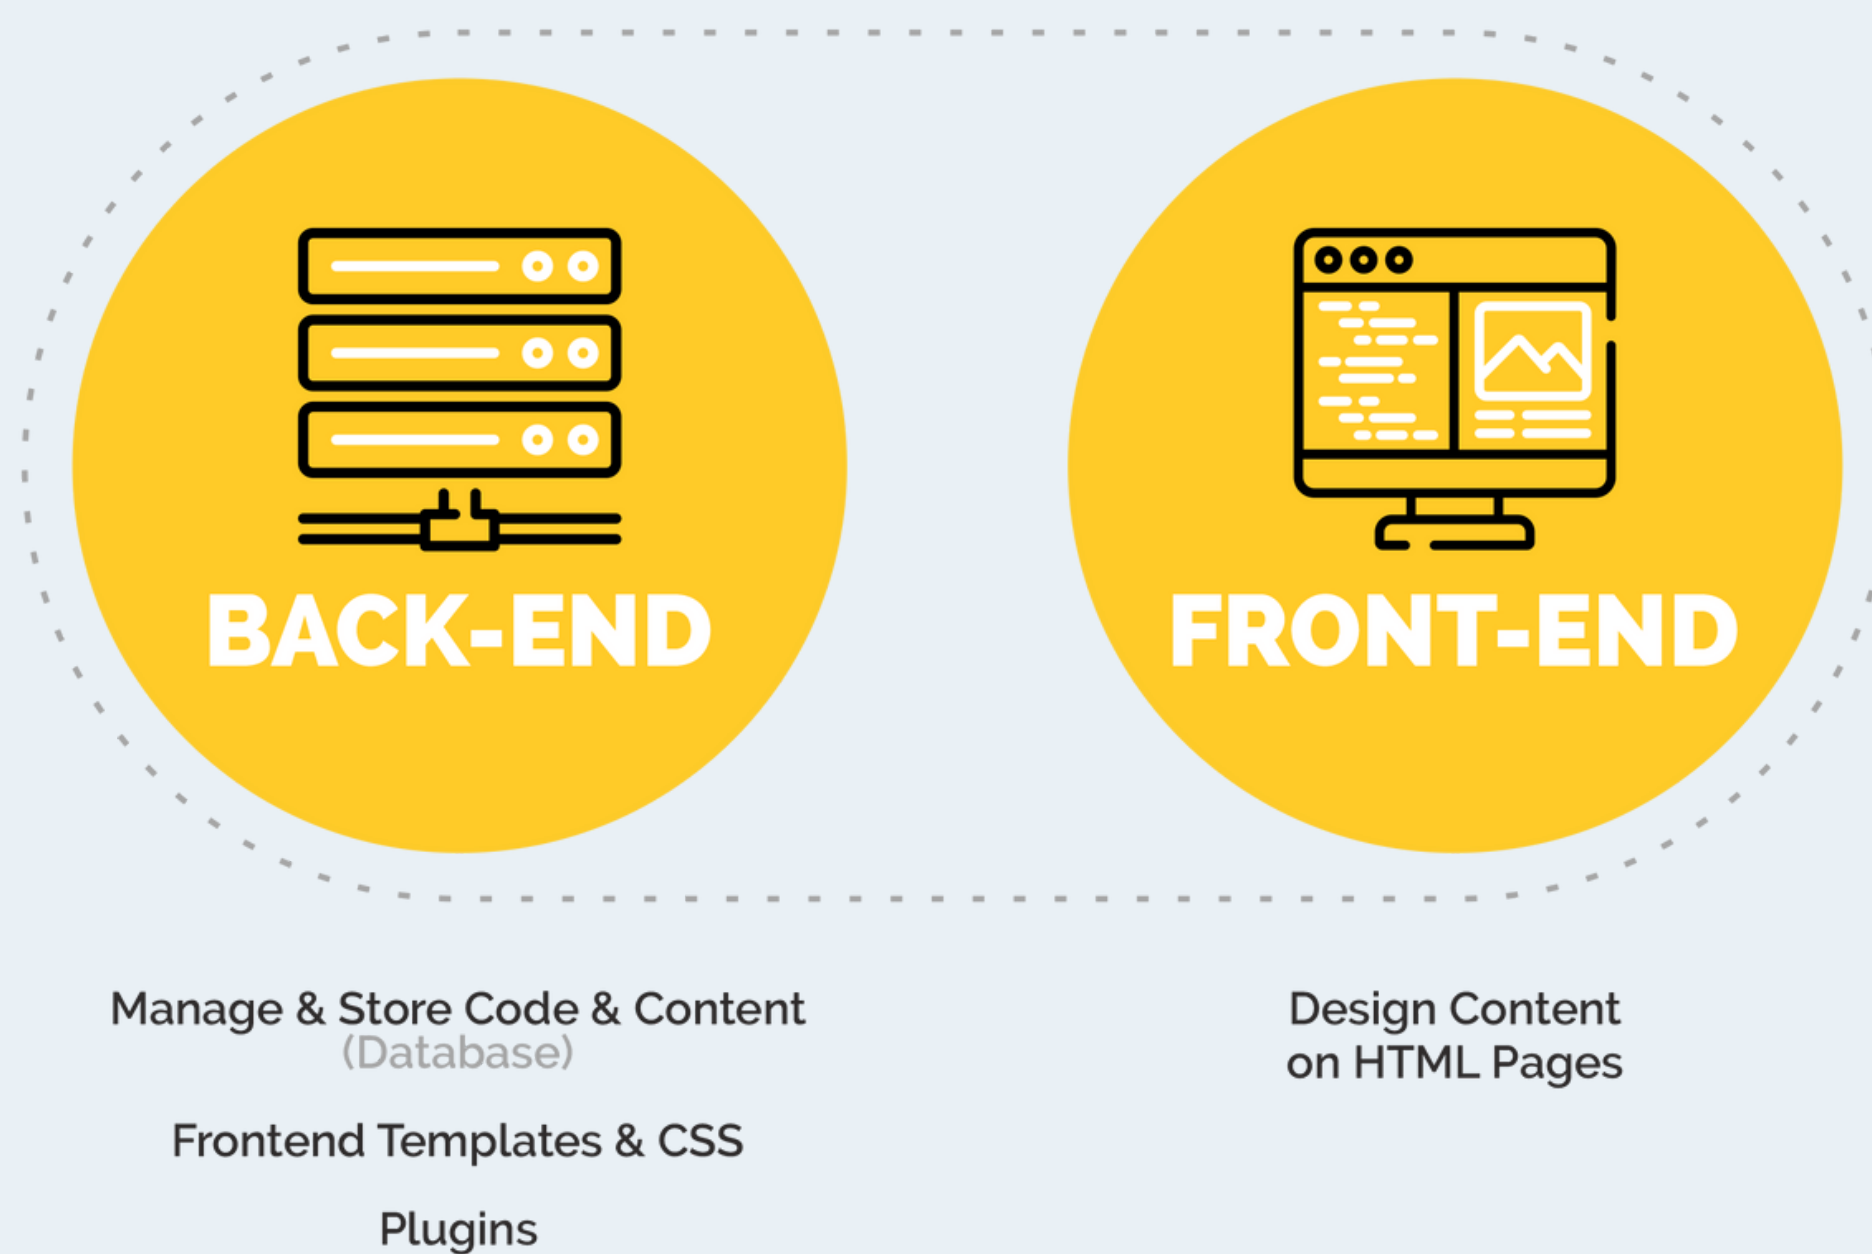 BACK-END
FRONT-END
Manage & Store Code & Content
(Database)
Frontend Templates & CSS
Plugins
Design Content
on HTML Pages